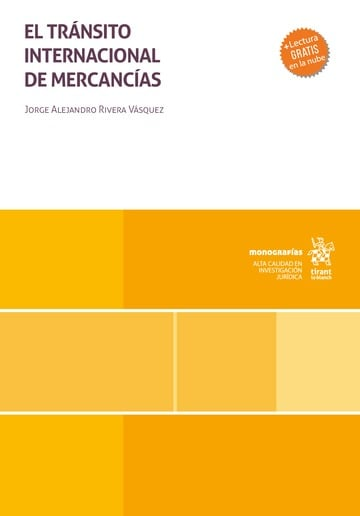 EL TRÁNSITO
INTERNACIONAL
DE MERCANCÍAS
JORGE ALEJANDRO RIVERA VÁSQUEZ
+Lectura
GRATIS
en la nube
monografías
ALTA CALIDAD EN
INVESTIGACIÓN
JURÍDICA
tirant
lo blanch